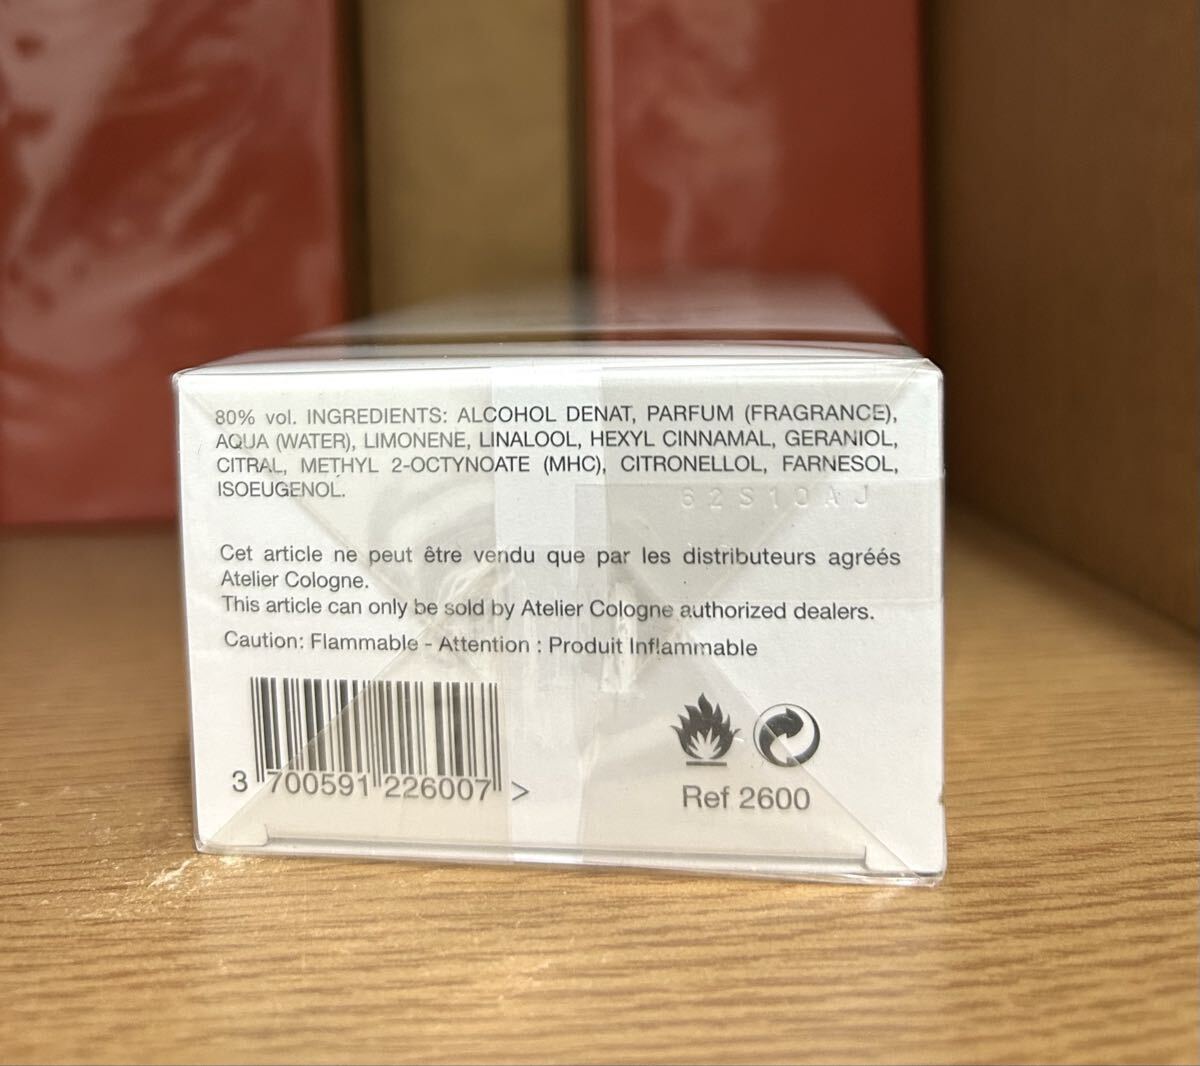 80% vol. INGREDIENTS: ALCOHOL DENAT, PARFUM (FRAGRANCE),
AQUA (WATER), LIMONENE, LINALOOL, HEXYL CINNAMAL, GERANIOL,
CITRAL, METHYL 2-OCTYNOATE (MHC), CITRONELLOL, FARNESOL,
ISOEUGENOL.
62S10AJ
Cet article ne peut être vendu que par les distributeurs agréés
Atelier Cologne.
This article can only be sold by Atelier Cologne authorized dealers.
Caution: Flammable - Attention : Produit Inflammable
3 700591 226007 >
Ref 2600